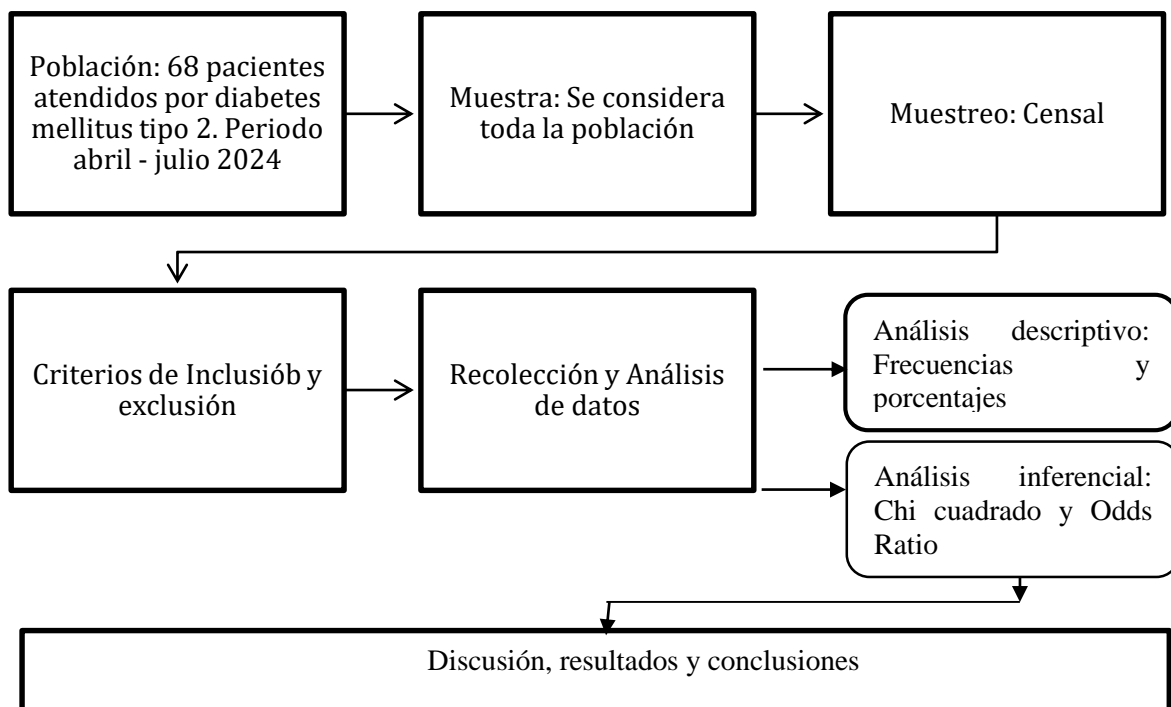 Población: 68 pacientes
atendidos por diabetes
mellitus tipo 2. Periodo
abril - julio 2024
Muestra: Se considera
toda la población
Muestreo: Censal
Criterios de Inclusiób y
exclusión
Recolección y Análisis
de datos
Análisis descriptivo:
Frecuencias y
porcentajes
Análisis inferencial:
Chi cuadrado y Odds
Ratio
Discusión, resultados y conclusiones